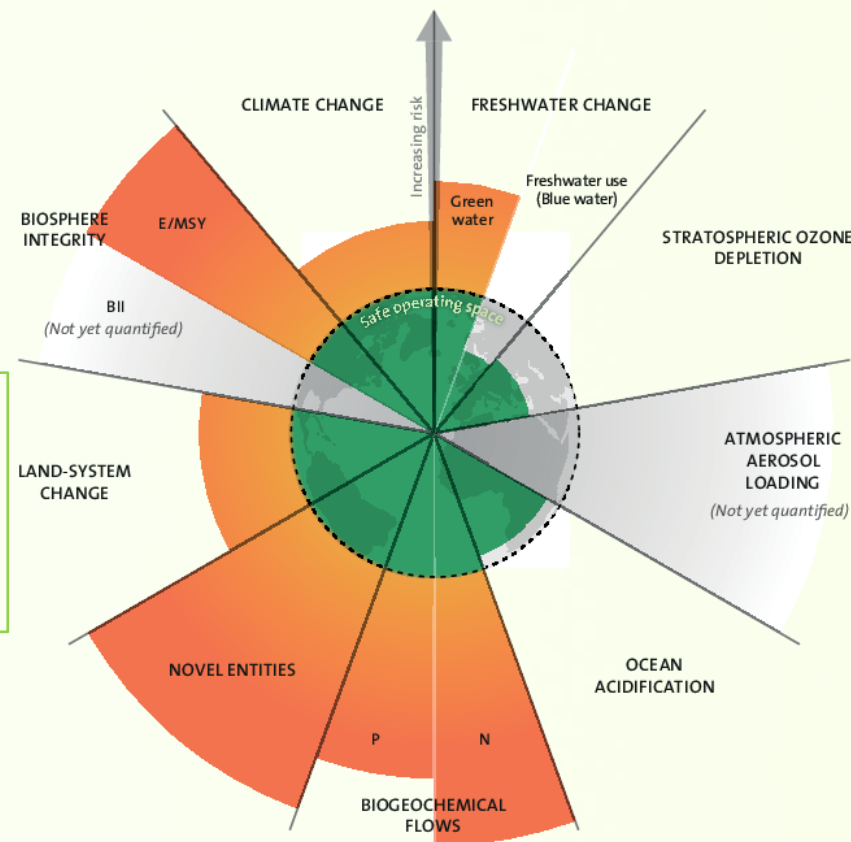 CLIMATE CHANGE
Increasing risk
FRESHWATER CHANGE
Green
water
Freshwater use
(Blue water)
STRATOSPHERIC OZONE
DEPLETION
BIOSPHERE
INTEGRITY
E/MSY
BII
(Not yet quantified)
Safe operating space
ATMOSPHERIC
AEROSOL
LOADING
(Not yet quantified)
LAND-SYSTEM
CHANGE
NOVEL ENTITIES
OCEAN
ACIDIFICATION
P
N
BIOGEOCHEMICAL
FLOWS